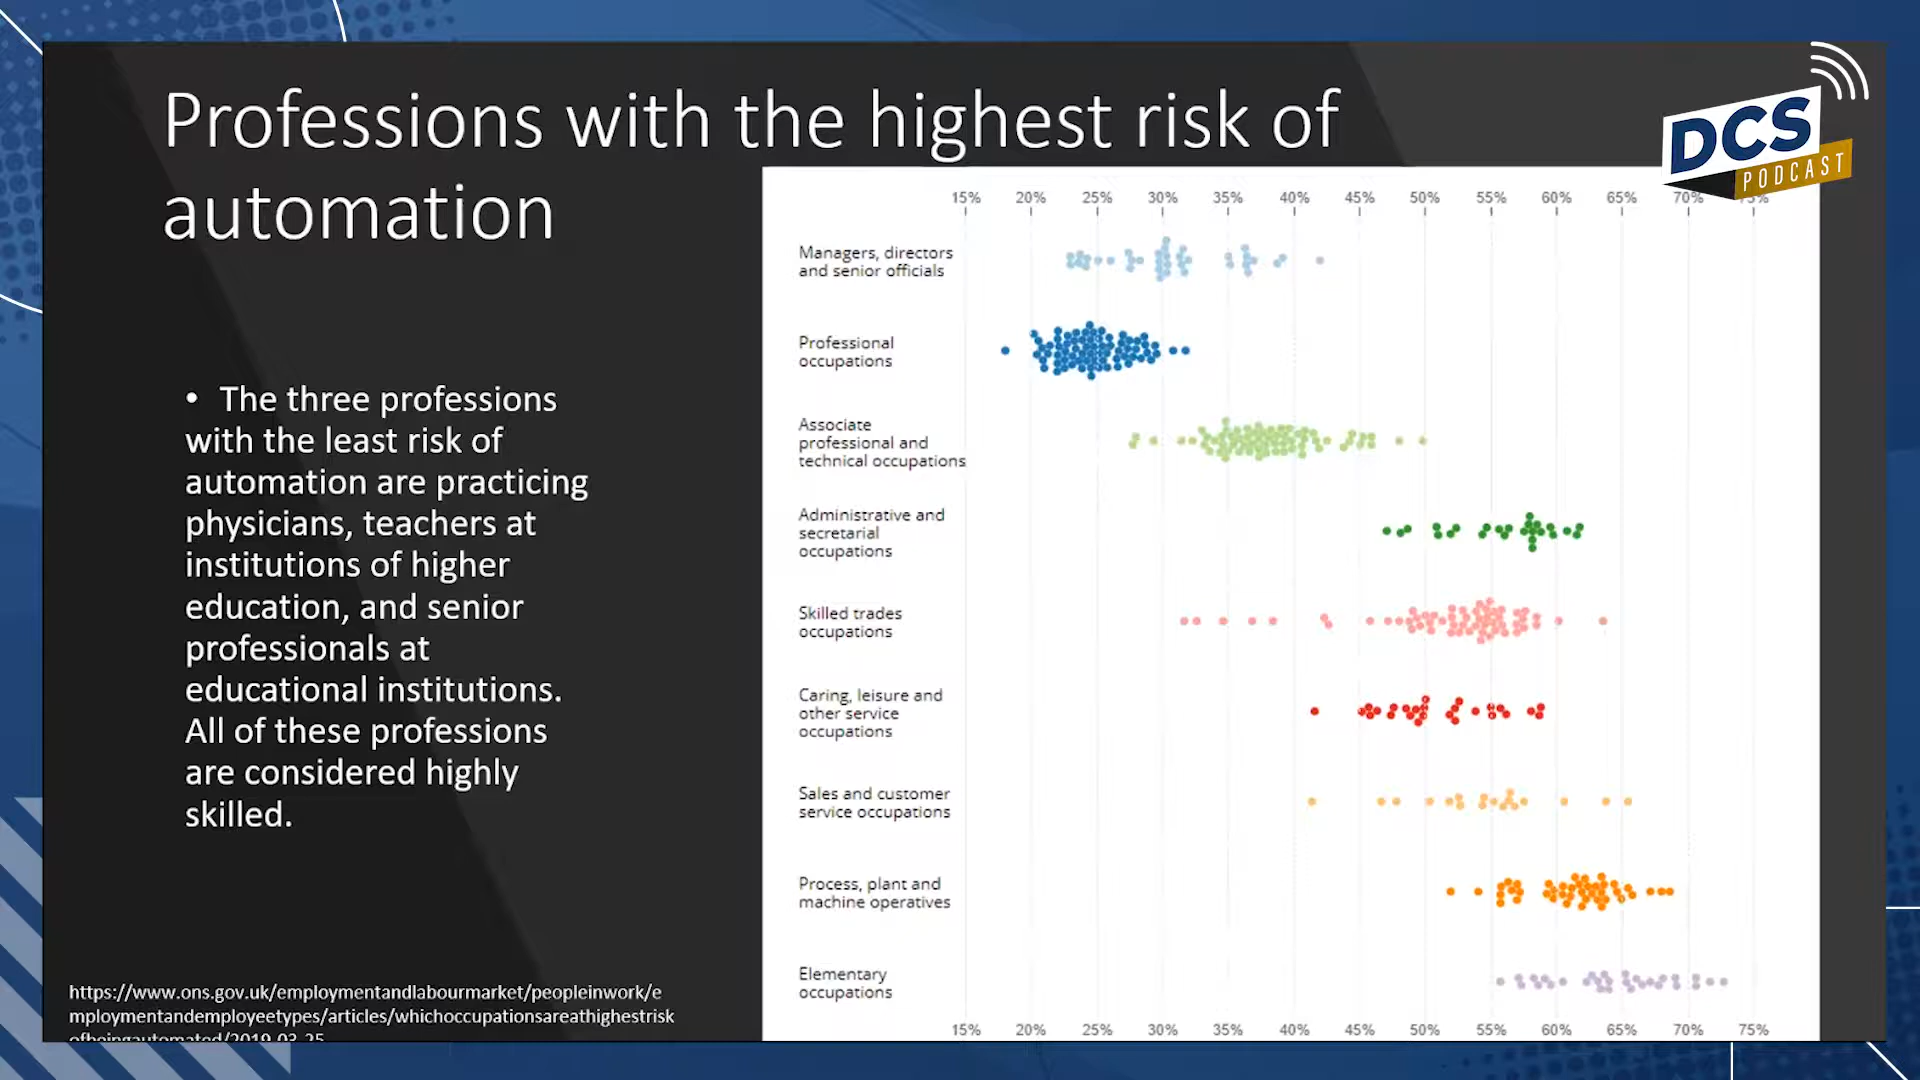 Professions with the highest risk of
automation
DCS
PODCAST
• The three professions
with the least risk of
automation are practicing
physicians, teachers at
institutions of higher
education, and senior
professionals at
educational institutions.
All of these professions
are considered highly
skilled.
https://www.ons.gov.uk/employmentandlabourmarket/peopleinwork/e
mploymentandemployeetypes/articles/whichoccupationsareathighestrisk
ofbeingautomated/2019-03-25
15% 20% 25% 30% 35% 40% 45% 50% 55% 60% 65% 70% 75%
Managers, directors
and senior officials
Professional
occupations
Associate
professional and
technical occupations
Administrative and
secretarial
occupations
Skilled trades
occupations
Caring, leisure and
other service
occupations
Sales and customer
service occupations
Process, plant and
machine operatives
Elementary
occupations
15% 20% 25% 30% 35% 40% 45% 50% 55% 60% 65% 70% 75%